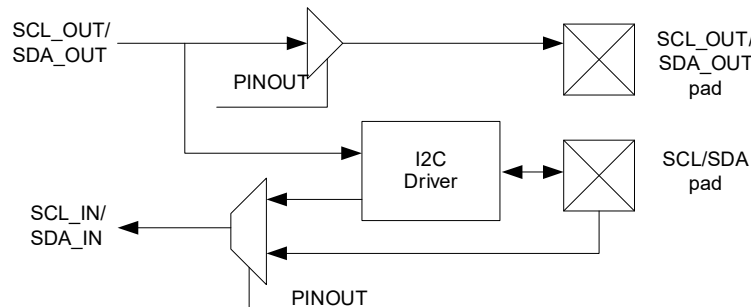 SCL_OUT/
SDA_OUT
PINOUT
SCL_OUT/
SDA_OUT
pad
I2C
Driver
SCL/SDA
pad
SCL_IN/
SDA_IN
PINOUT